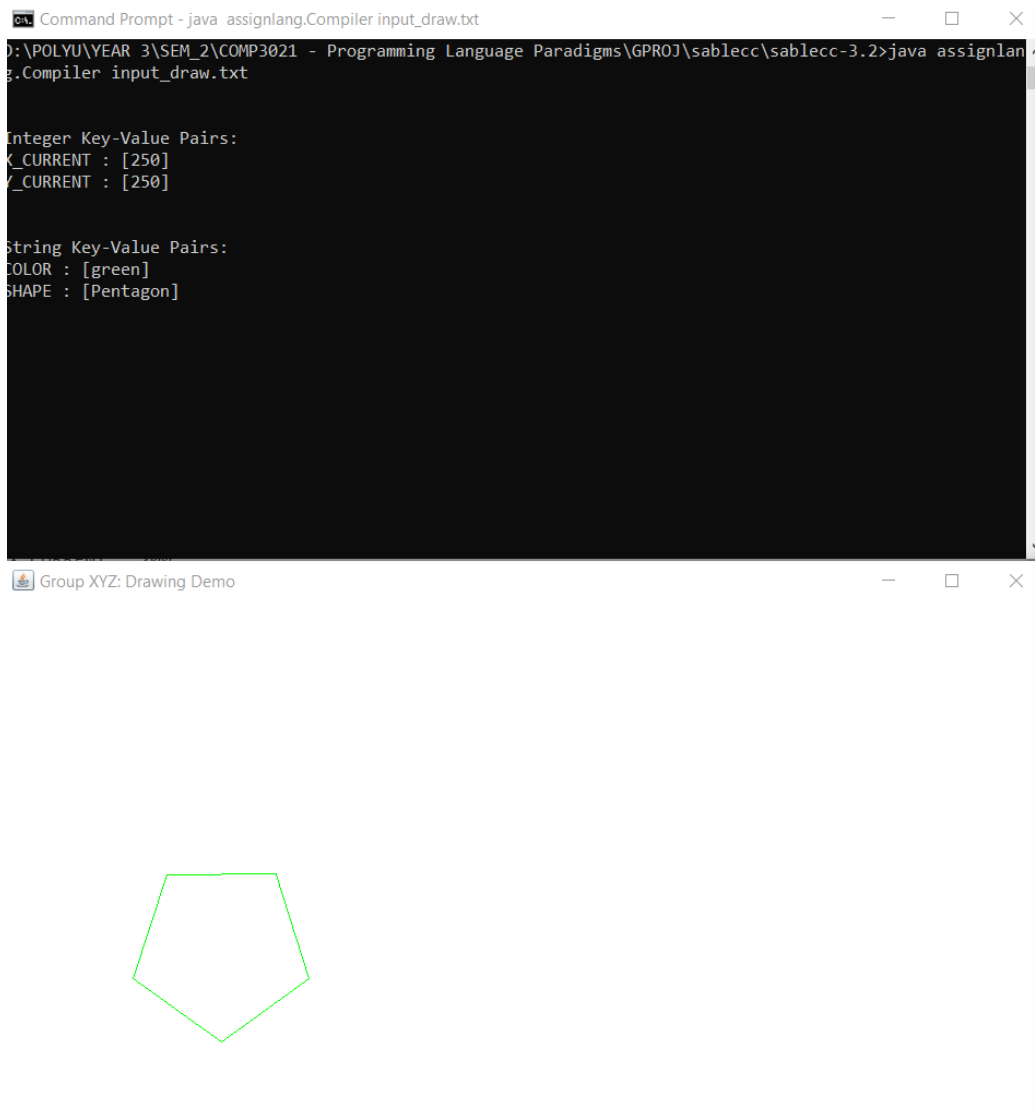 Command Prompt - java assignlang.Compiler input_draw.txt
D:\POLYU\YEAR 3\SEM_2\COMP3021 - Programming Language Paradigms\GPROJ\sablecc\sablecc-3.2>java assignlan
g.Compiler input_draw.txt
Integer Key-Value Pairs:
X_CURRENT : [250]
Y_CURRENT : [250]
String Key-Value Pairs:
COLOR : [green]
SHAPE : [Pentagon]
Group XYZ: Drawing Demo